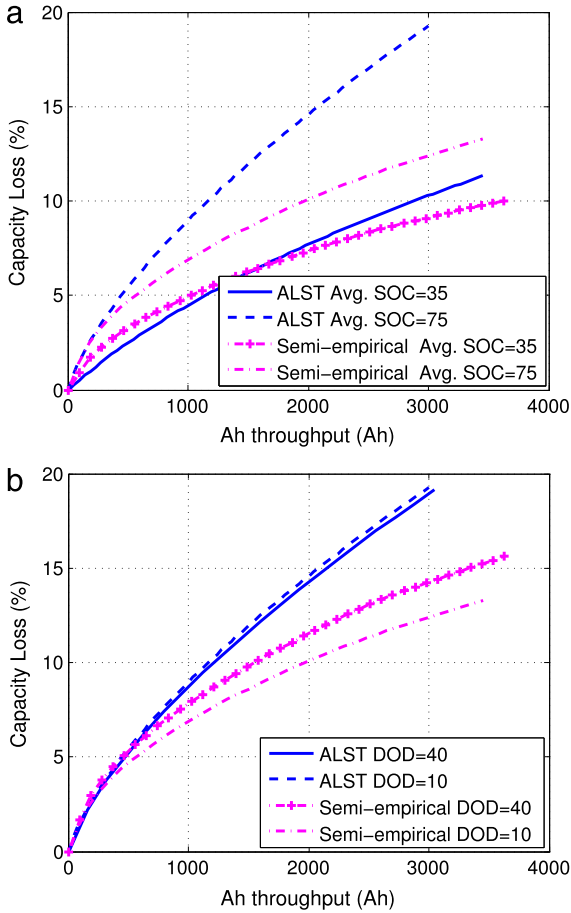 a
20
15
10
5
0
Capacity Loss (%)
ALST Avg. SOC=35
ALST Avg. SOC=75
Semi-empirical Avg. SOC=35
Semi-empirical Avg. SOC=75
0 1000 2000 3000 4000
Ah throughput (Ah)
b
20
15
10
5
0
Capacity Loss (%)
ALST DOD=40
ALST DOD=10
Semi-empirical DOD=40
Semi-empirical DOD=10
0 1000 2000 3000 4000
Ah throughput (Ah)